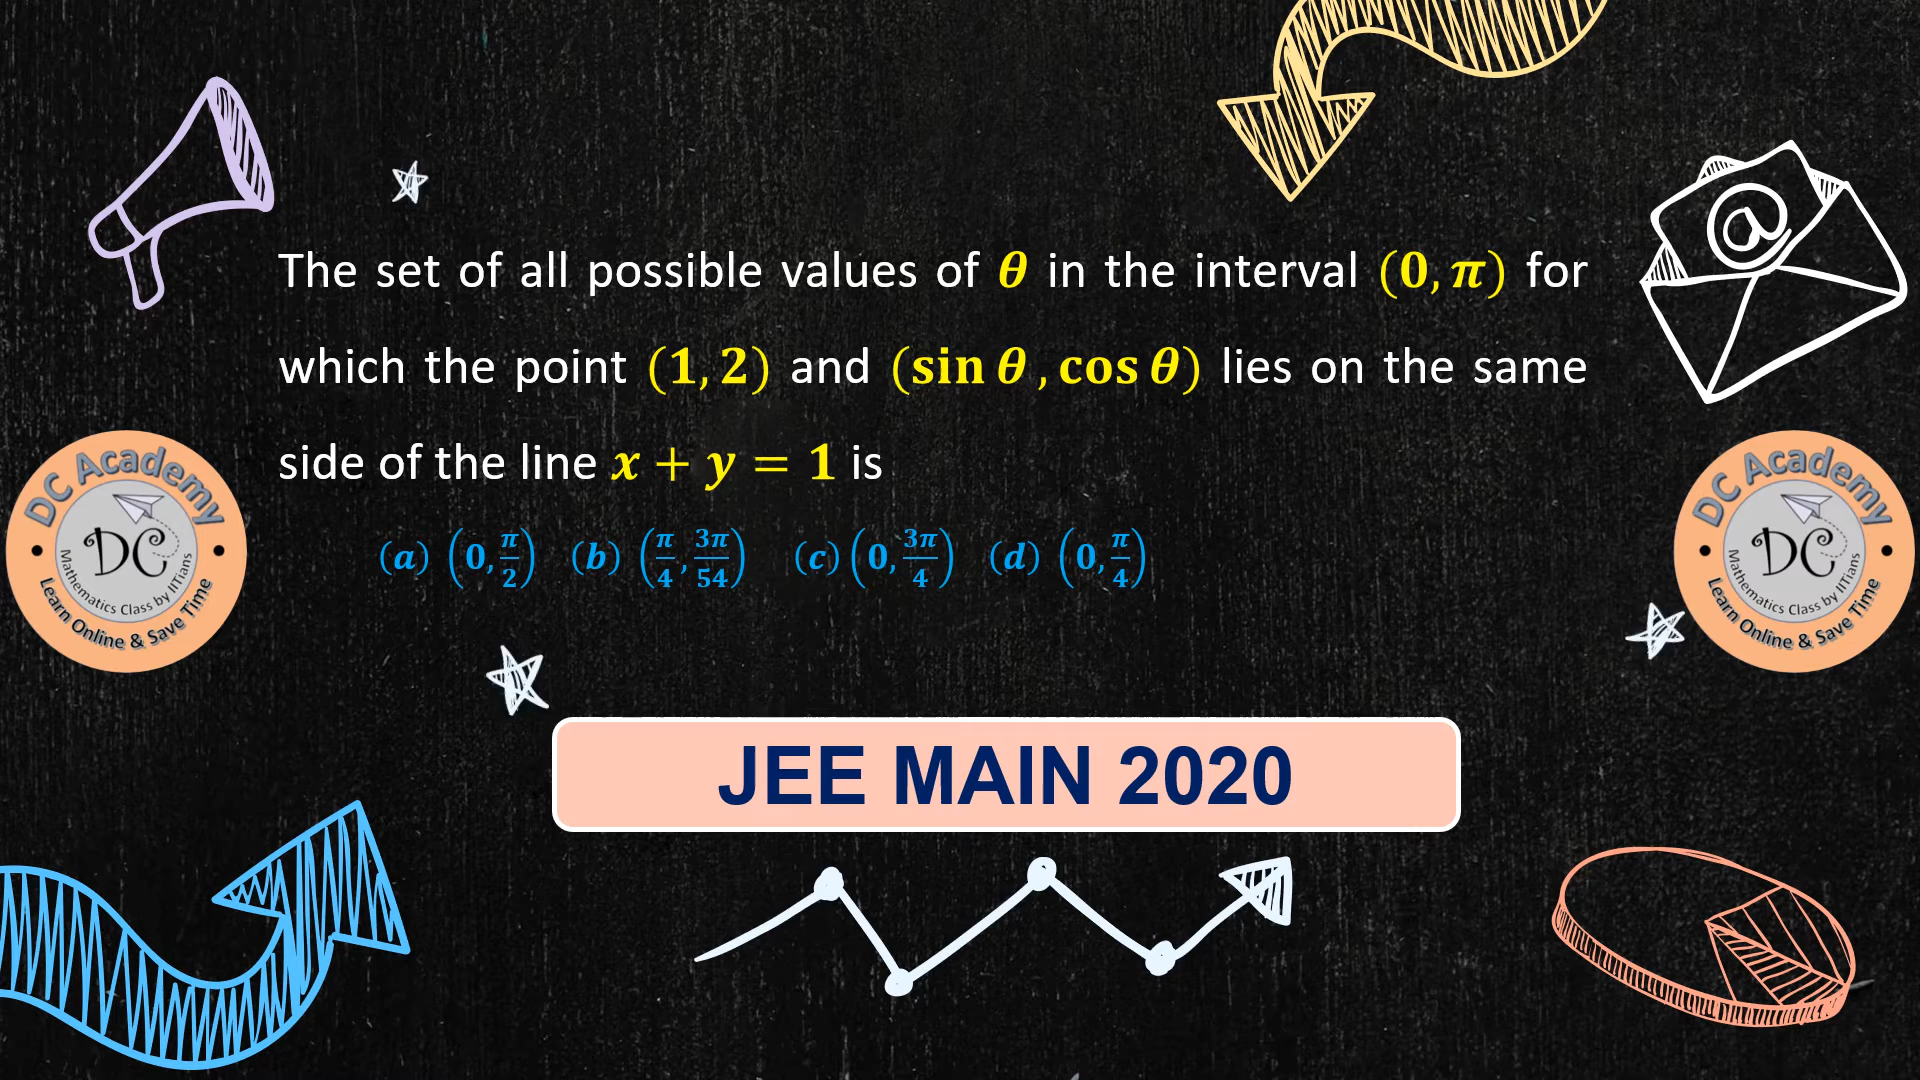 The set of all possible values of θ in the interval (0, π) for
which the point (1, 2) and (sin θ , cos θ) lies on the same
side of the line x + y = 1 is
(a) (0, π/2) (b) (π/4, 3π/54) (c) (0, 3π/4) (d) (0, π/4)
DC Academy
DC
Mathematics Class by IITians
Learn Online & Save Time
DC Academy
DC
Mathematics Class by IITians
Learn Online & Save Time
@
JEE MAIN 2020